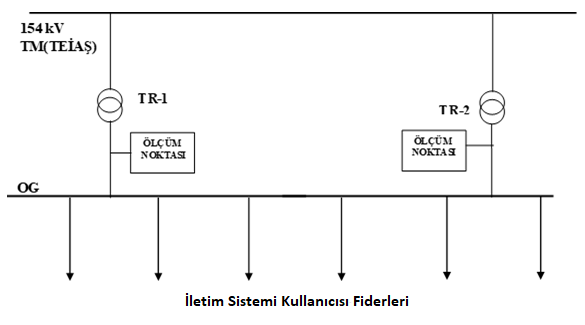 154 kV
TM(TEİAŞ)
TR-1
TR-2
ÖLÇÜM
NOKTASI
ÖLÇÜM
NOKTASI
OG
İletim Sistemi Kullanıcısı Fiderleri